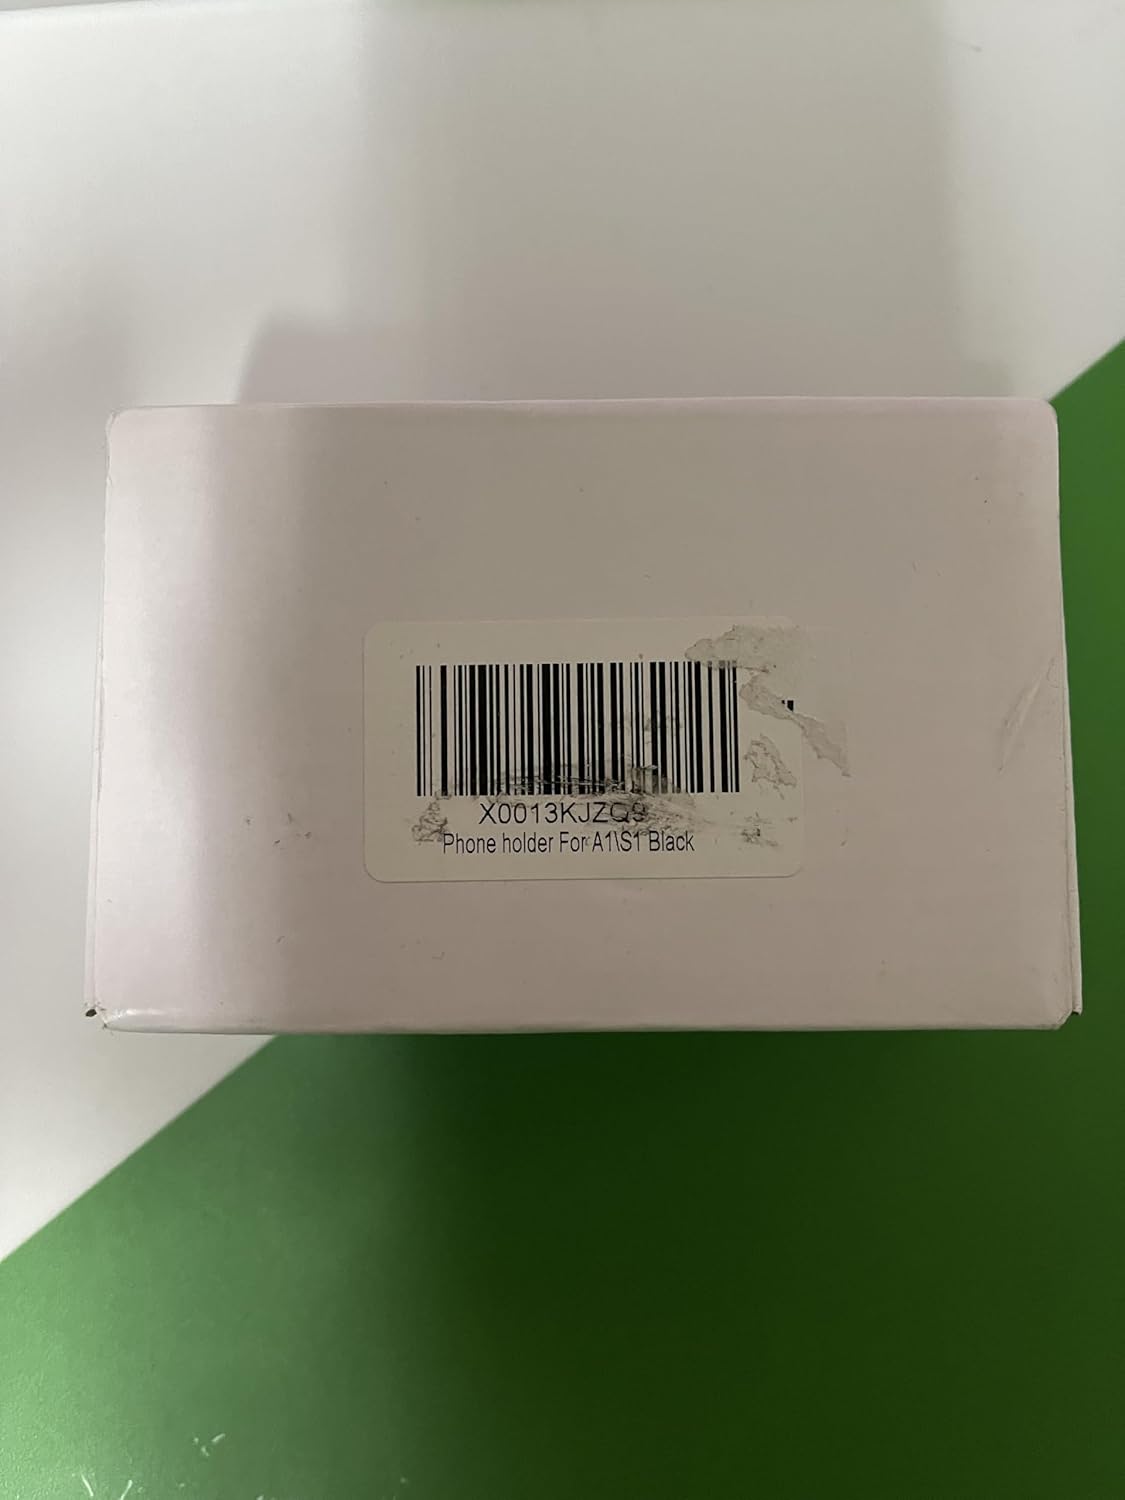 X0013KJZQ9
Phone holder For A1\S1 Black